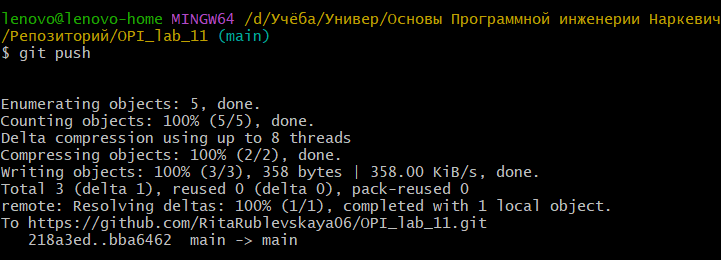 lenovo@lenovo-home MINGW64 /d/Учёба/Универ/Основы Программной инженерии Наркевич
/Репозиторий/OPI_lab_11 (main)
$ git push
Enumerating objects: 5, done.
Counting objects: 100% (5/5), done.
Delta compression using up to 8 threads
Compressing objects: 100% (2/2), done.
Writing objects: 100% (3/3), 358 bytes | 358.00 KiB/s, done.
Total 3 (delta 1), reused 0 (delta 0), pack-reused 0
remote: Resolving deltas: 100% (1/1), completed with 1 local object.
To https://github.com/RitaRublevskaya06/OPI_lab_11.git
   218a3ed..bba6462  main -> main